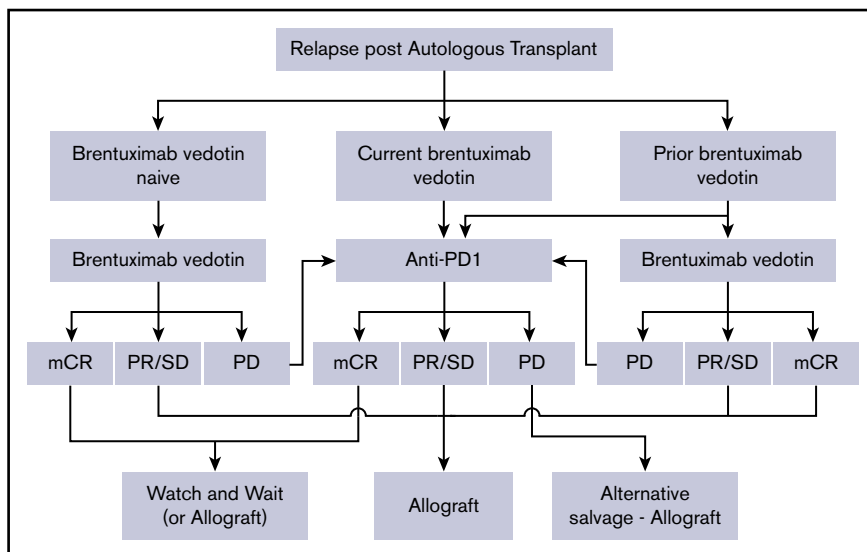 Relapse post Autologous Transplant
Brentuximab vedotin
naive
Current brentuximab
vedotin
Prior brentuximab
vedotin
Brentuximab vedotin
Anti-PD1
Brentuximab vedotin
mCR
PR/SD
PD
mCR
PR/SD
PD
PD
PR/SD
mCR
Watch and Wait
(or Allograft)
Allograft
Alternative
salvage - Allograft